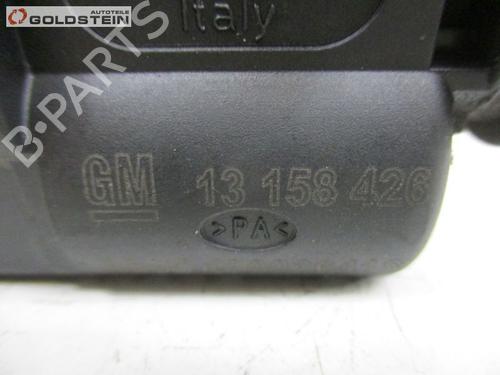 Autoteile
GOLDSTEIN
Italy
B-PARTS
GM 13 158 426
>PA<